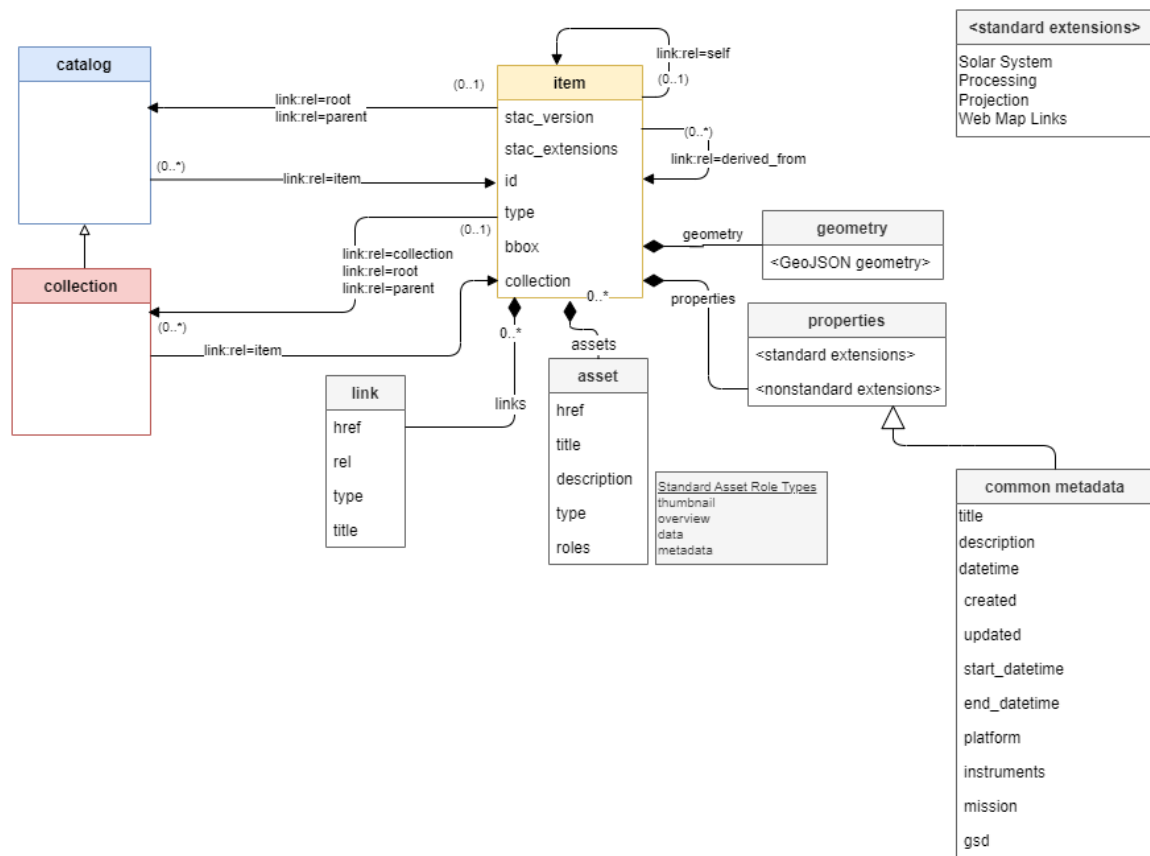 <standard extensions>
Solar System
Processing
Projection
Web Map Links
catalog
link:rel=self
(0..1)
(0..1)
item
link:rel=root
link:rel=parent
stac_version
stac_extensions
id
type
bbox
collection
(0..*)
link:rel=derived_from
(0..*)
link:rel=item
(0..1)
link:rel=collection
link:rel=root
link:rel=parent
geometry
geometry
<GeoJSON geometry>
collection
(0..*)
link:rel=item
0..*
0..*
properties
properties
<standard extensions>
<nonstandard extensions>
links
assets
link
href
rel
type
title
asset
href
title
description
type
roles
Standard Asset Role Types
thumbnail
overview
data
metadata
common metadata
title
description
datetime
created
updated
start_datetime
end_datetime
platform
instruments
mission
gsd